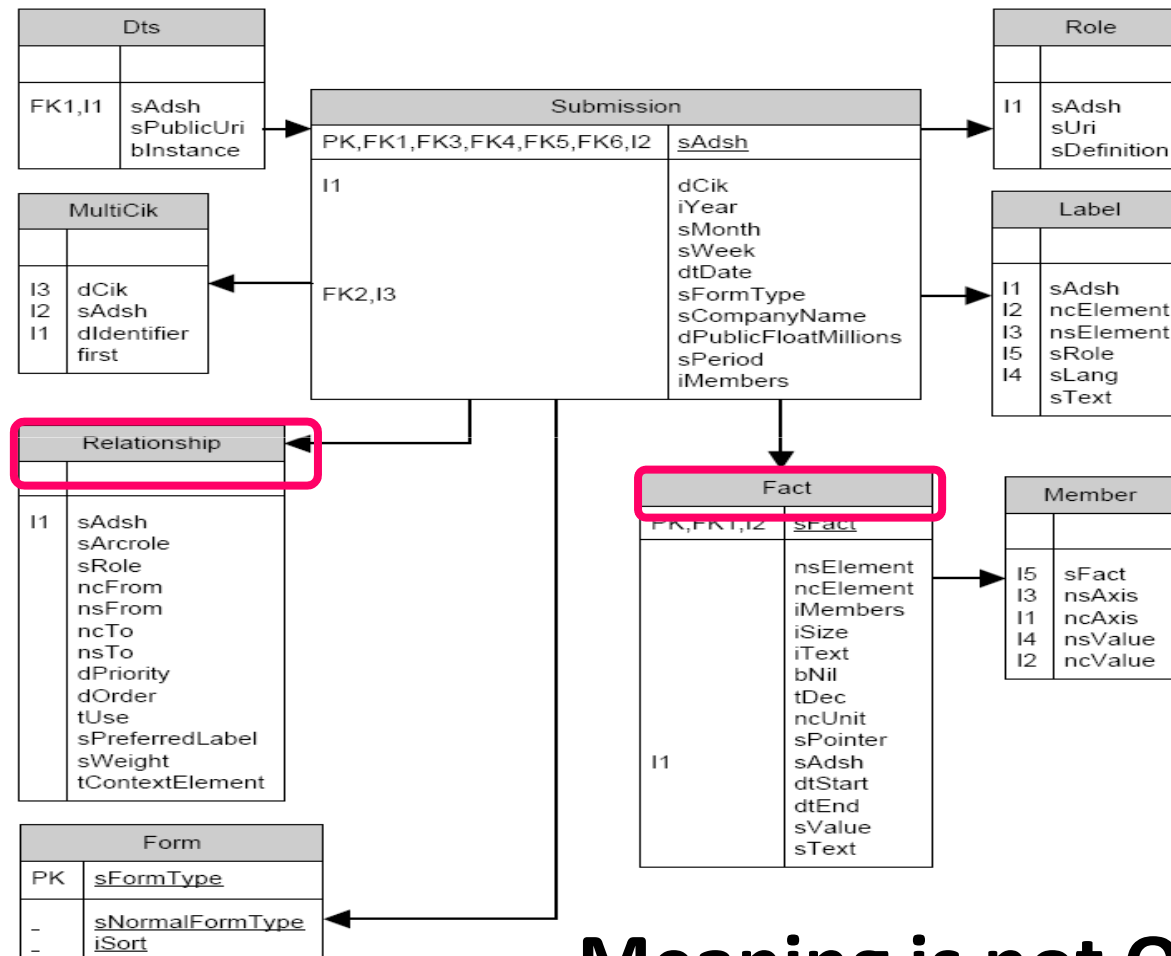 Dts
FK1,I1 sAdsh
sPublicUri
bInstance
MultiCik
I3 dCik
I2 sAdsh
I1 dIdentifier
first
Submission
PK,FK1,FK3,FK4,FK5,FK6,I2 sAdsh
I1 dCik
iYear
sMonth
sWeek
dtDate
FK2,I3 sFormType
sCompanyName
dPublicFloatMillions
sPeriod
iMembers
Role
I1 sAdsh
sUri
sDefinition
Label
I1 sAdsh
I2 ncElement
I3 nsElement
I5 sRole
I4 sLang
sText
Relationship
I1 sAdsh
sArcrole
sRole
ncFrom
nsFrom
ncTo
nsTo
dPriority
dOrder
tUse
sPreferredLabel
sWeight
tContextElement
Fact
PK,FK1,I2 sFact
nsElement
ncElement
iMembers
iSize
iText
bNil
tDec
ncUnit
sPointer
I1 sAdsh
dtStart
dtEnd
sValue
sText
Member
I5 sFact
I3 nsAxis
I1 ncAxis
I4 nsValue
I2 ncValue
Form
PK sFormType
_ sNormalFormType
_ iSort
Meaning is not